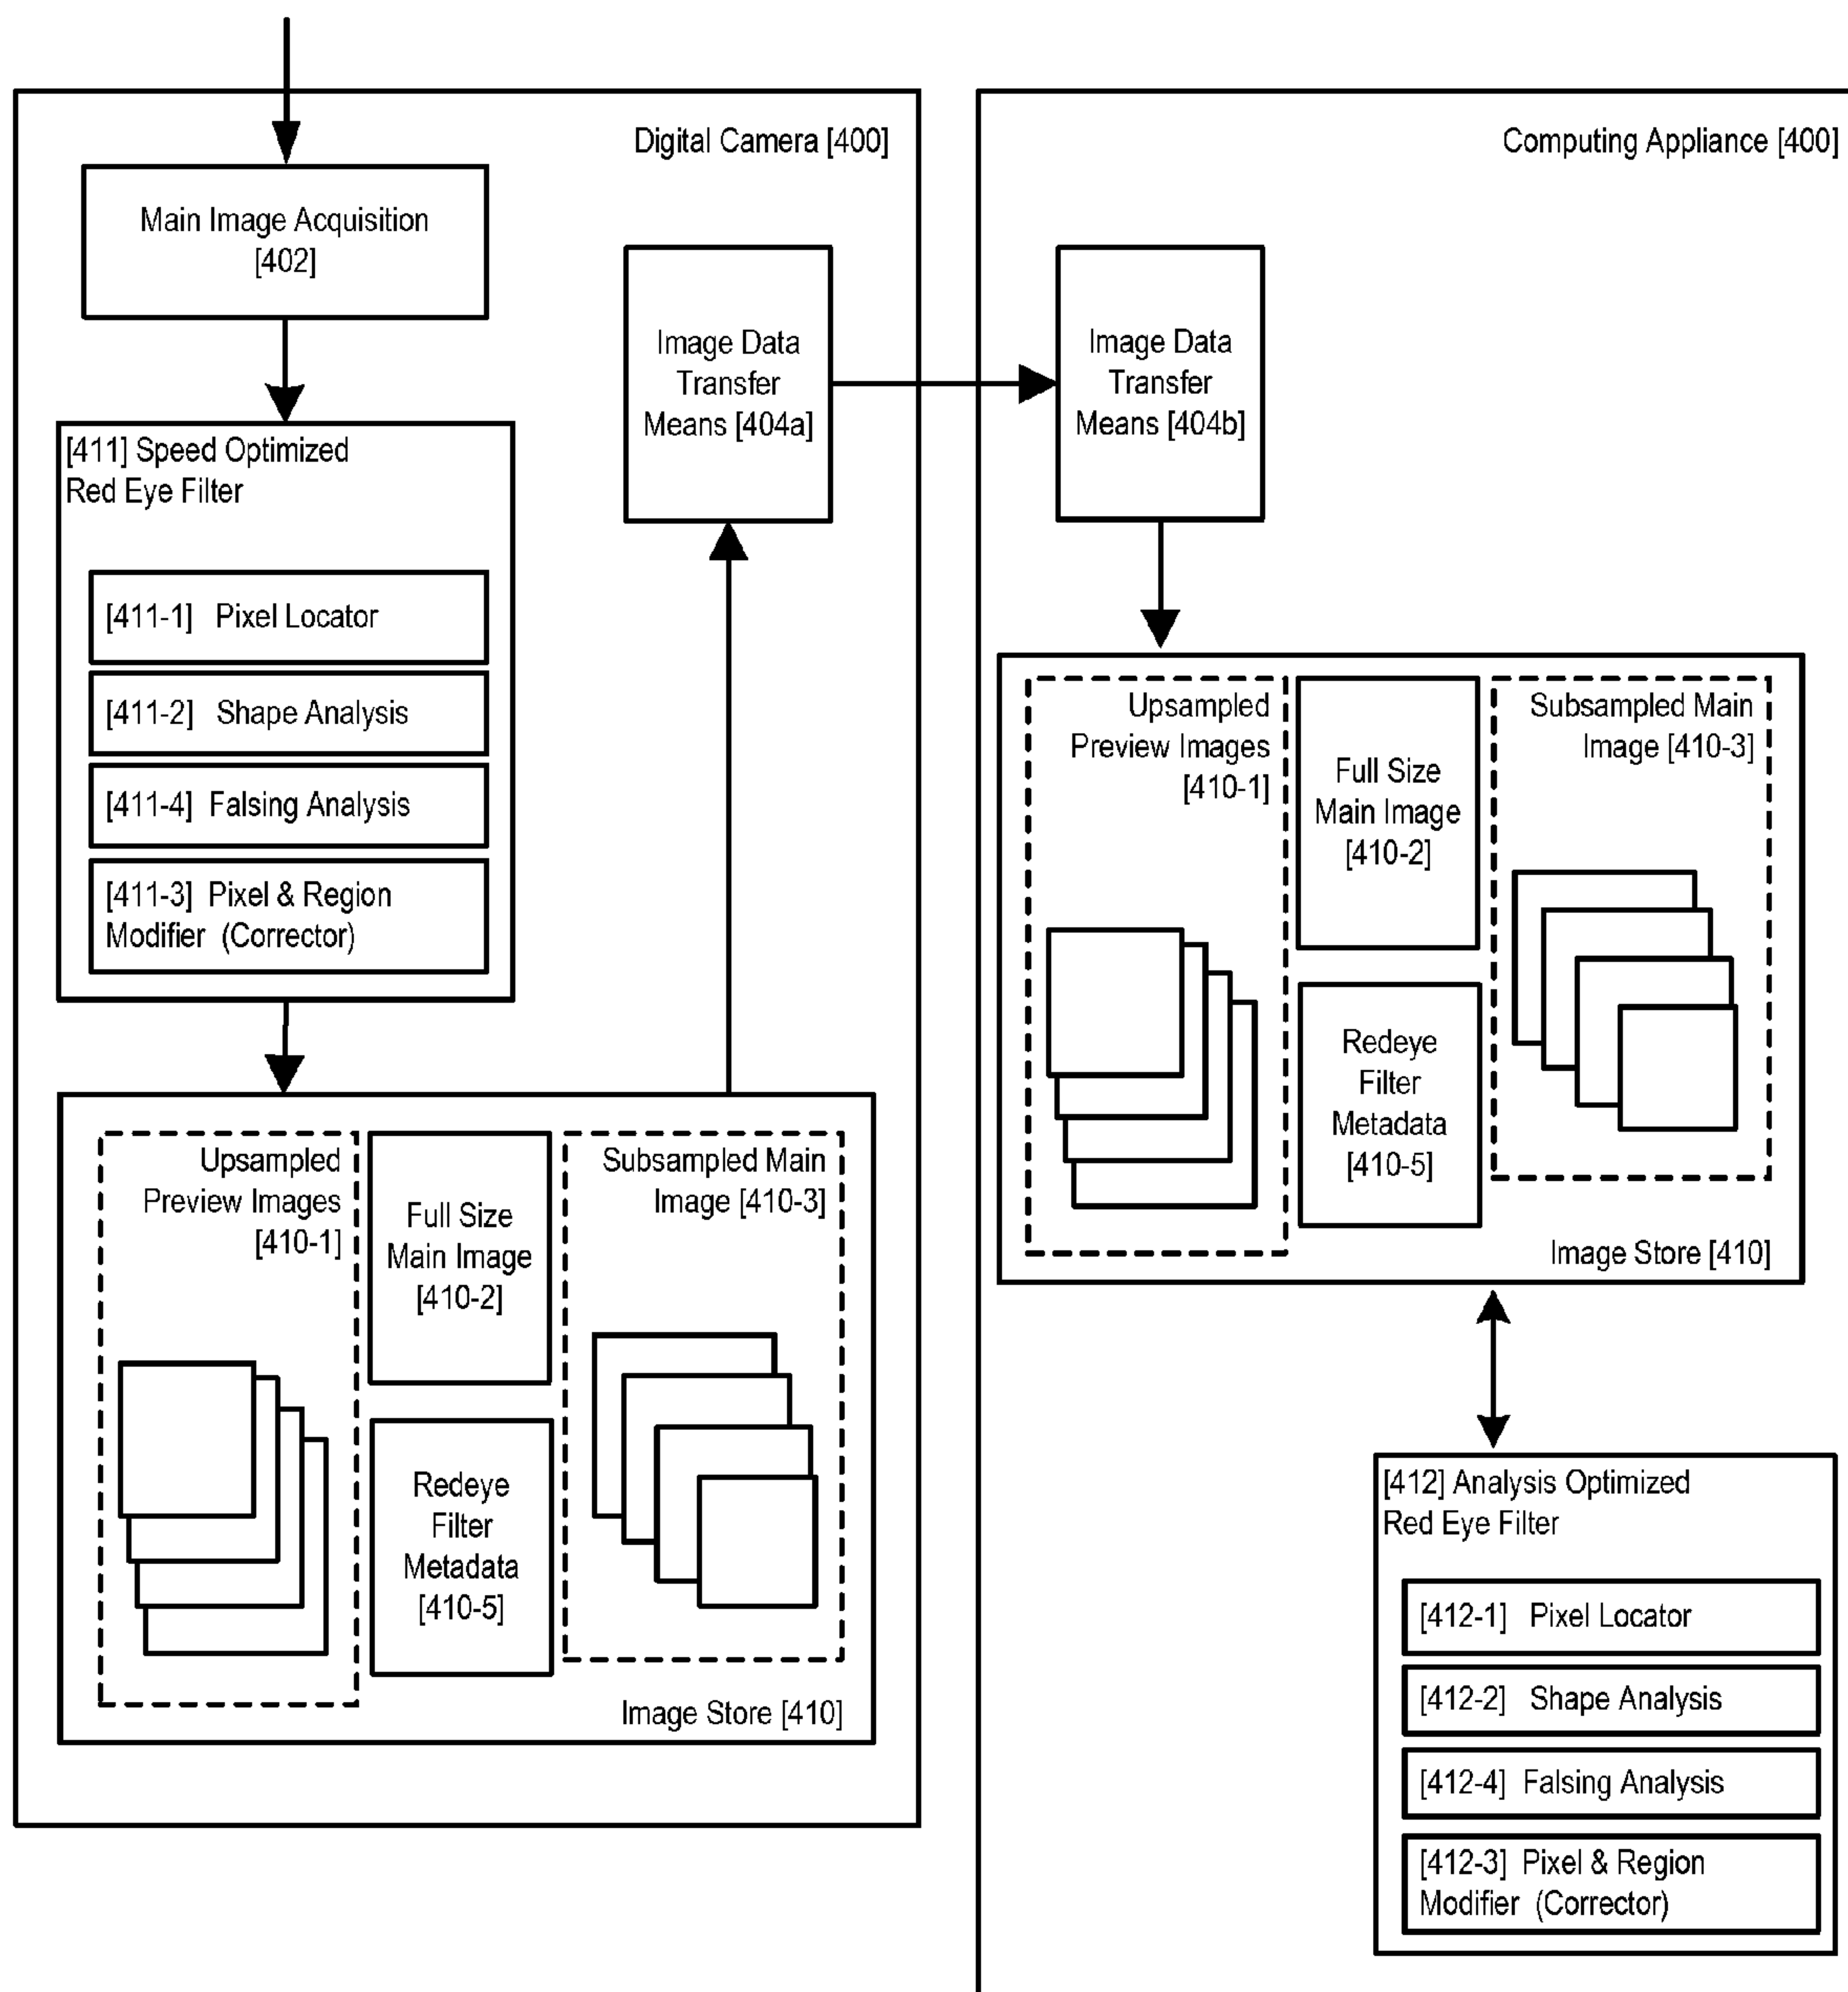 Digital Camera [400]
Main Image Acquisition
[402]
Image Data
Transfer
Means [404a]
[411] Speed Optimized
Red Eye Filter
[411-1] Pixel Locator
[411-2] Shape Analysis
[411-4] Falsing Analysis
[411-3] Pixel & Region
Modifier (Corrector)
Upsampled
Preview Images
[410-1]
Full Size
Main Image
[410-2]
Subsampled Main
Image [410-3]
Redeye
Filter
Metadata
[410-5]
Image Store [410]
Computing Appliance [400]
Image Data
Transfer
Means [404b]
Upsampled
Preview Images
[410-1]
Full Size
Main Image
[410-2]
Subsampled Main
Image [410-3]
Redeye
Filter
Metadata
[410-5]
Image Store [410]
[412] Analysis Optimized
Red Eye Filter
[412-1] Pixel Locator
[412-2] Shape Analysis
[412-4] Falsing Analysis
[412-3] Pixel & Region
Modifier (Corrector)